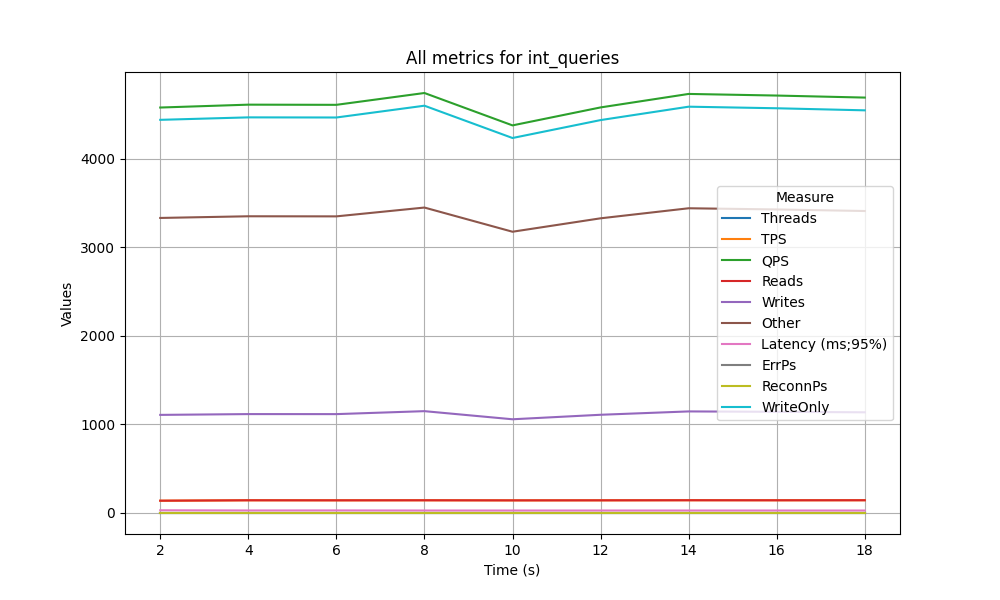 All metrics for int_queries
Values
4000
3000
2000
1000
0
2 4 6 8 10 12 14 16 18
Time (s)
Measure
Threads
TPS
QPS
Reads
Writes
Other
Latency (ms;95%)
ErrPs
ReconnPs
WriteOnly